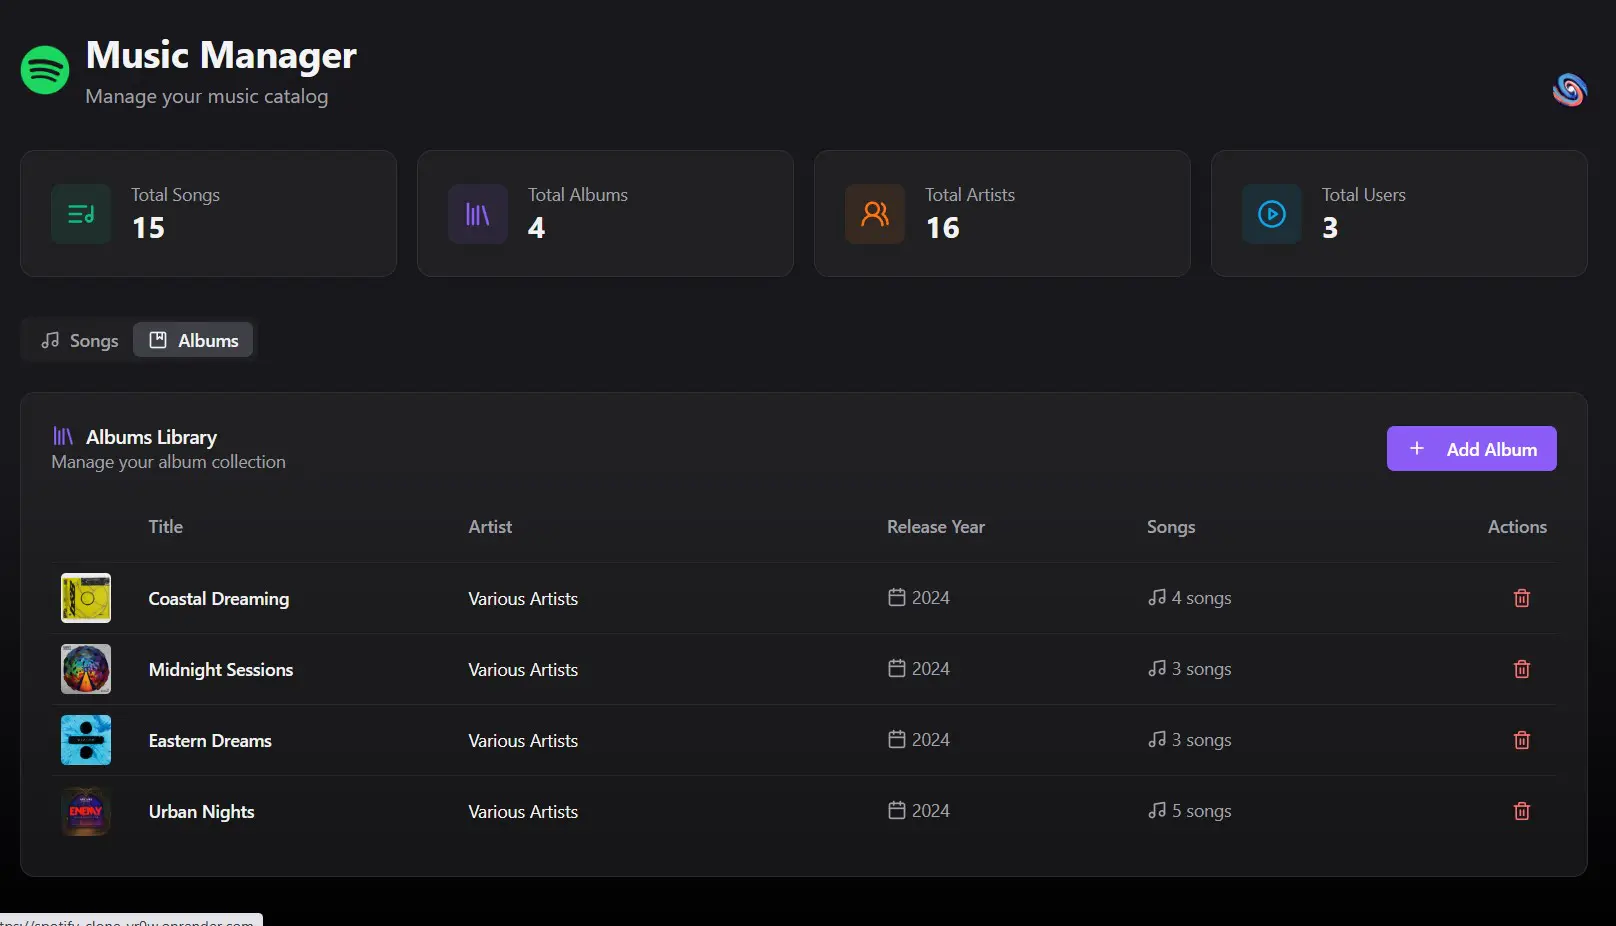 Music Manager
Manage your music catalog
Total Songs
15
Total Albums
4
Total Artists
16
Total Users
3
Songs
Albums
Albums Library
Manage your album collection
+ Add Album
Title Artist Release Year Songs Actions
Coastal Dreaming Various Artists 2024 4 songs
Midnight Sessions Various Artists 2024 3 songs
Eastern Dreams Various Artists 2024 3 songs
ENEMY
Urban Nights Various Artists 2024 5 songs